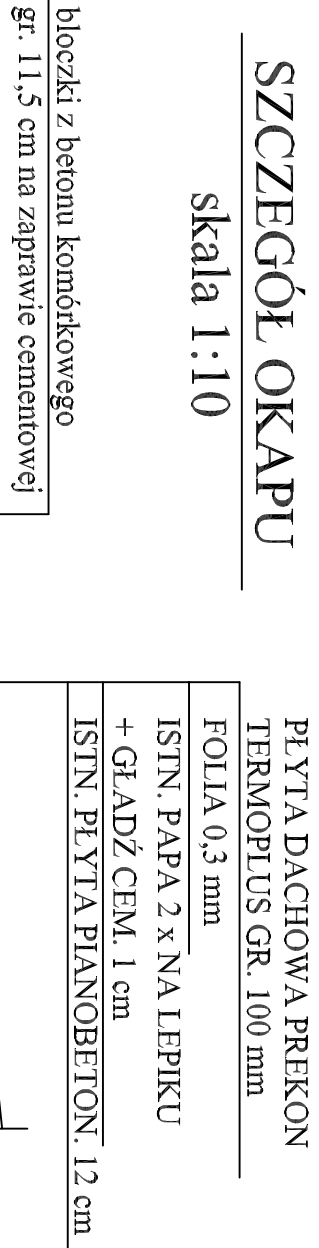 SZCZEGÓŁ OKAPU
skala 1:10
bloczki z betonu komórkowego
gr. 11,5 cm na zaprawie cementowej
PŁYTA DACHOWA PREKON
TERMOPLUS GR. 100 mm
FOLIA 0,3 mm
ISTN. PAPA 2 x NA LEPIKU
+ GŁADŹ CEM. 1 cm
ISTN. PŁYTA PIANOBETON. 12 cm